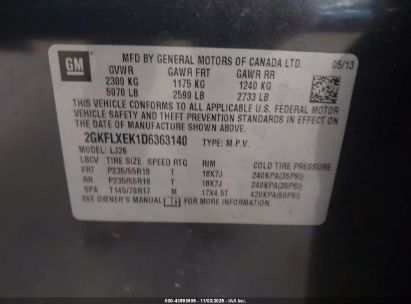 GM
MFD BY GENERAL MOTORS OF CANADA LTD. 05/13
GVWR GAWR FRT GAWR RR
2300 KG 1175 KG 1240 KG
5070 LB 2590 LB 2733 LB
THIS VEHICLE CONFORMS TO ALL APPLICABLE U.S. FEDERAL MOTOR
VEHICLE SAFETY AND THEFT PREVENTION STANDARDS IN EFFECT ON
THE DATE OF MANUFACTURE SHOWN ABOVE.
2GKFLXEK1D6363140 TYPE: M.P.V.
MODEL: LJ26
LBCV TIRE SIZE SPEED RTG RIM COLD TIRE PRESSURE
FRT P235/55R18 T 18X7J 240KPA(35PSI)
RR P235/55R18 T 18X7J 240KPA(35PSI)
SPA T145/70R17 M 17X4.5T 420KPA(60PSI)
SEE OWNER'S MANUAL FOR MORE INFORMATION.